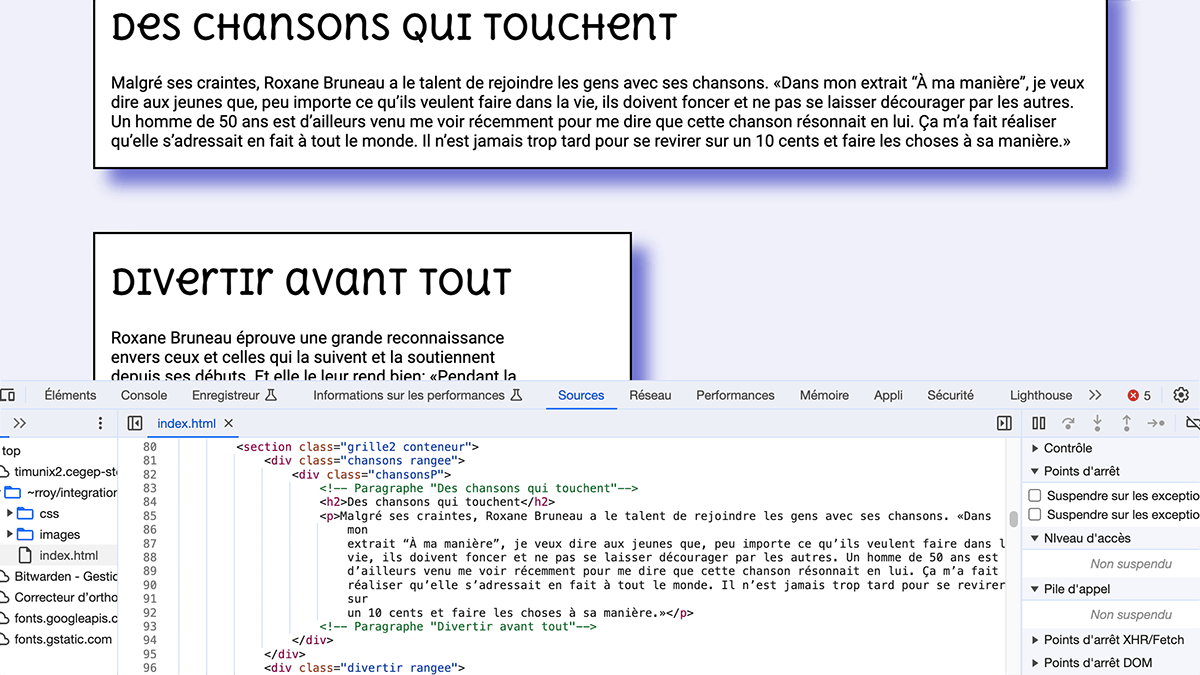 Des chansons qui touchent
Malgré ses craintes, Roxane Bruneau a le talent de rejoindre les gens avec ses chansons. «Dans mon extrait “À ma manière”, je veux
dire aux jeunes que, peu importe ce qu’ils veulent faire dans la vie, ils doivent foncer et ne pas se laisser décourager par les autres.
Un homme de 50 ans est d’ailleurs venu me voir récemment pour me dire que cette chanson résonnait en lui. Ça m’a fait réaliser
qu’elle s’adressait en fait à tout le monde. Il n’est jamais trop tard pour se revirer sur un 10 cents et faire les choses à sa manière.»
Divertir avant tout
Roxane Bruneau éprouve une grande reconnaissance
envers ceux et celles qui la suivent et la soutiennent
depuis ses débuts. Et elle le leur rend bien: «Pendant la
Éléments Console Enregistreur Informations sur les performances Sources Réseau Performances Mémoire Appli Sécurité Lighthouse 5
index.html
top
timunix2.cegep-st
~rroy/integration
css
images
index.html
Bitwarden - Gestic
Correcteur d’ortho
fonts.googleapis.c
fonts.gstatic.com
80 <section class="grille2 conteneur">
81 <div class="chansons rangee">
82 <div class="chansonsP">
83 <!-- Paragraphe "Des chansons qui touchent"-->
84 <h2>Des chansons qui touchent</h2>
85 <p>Malgré ses craintes, Roxane Bruneau a le talent de rejoindre les gens avec ses chansons. «Dans
86 mon
87 extrait “À ma manière”, je veux dire aux jeunes que, peu importe ce qu’ils veulent faire dans l
88 vie, ils doivent foncer et ne pas se laisser décourager par les autres. Un homme de 50 ans est
89 d’ailleurs venu me voir récemment pour me dire que cette chanson résonnait en lui. Ça m’a fait
90 réaliser qu’elle s’adressait en fait à tout le monde. Il n’est jamais trop tard pour se revirer
91 sur
92 un 10 cents et faire les choses à sa manière.»</p>
93 <!-- Paragraphe "Divertir avant tout"-->
94 </div>
95 </div>
96 <div class="divertir rangee">
Contrôle
Points d'arrêt
Suspendre sur les exceptio
Suspendre sur les exceptio
NIveau d'accès
Non suspendu
Pile d'appel
Non suspendu
Points d'arrêt XHR/Fetch
Points d'arrêt DOM